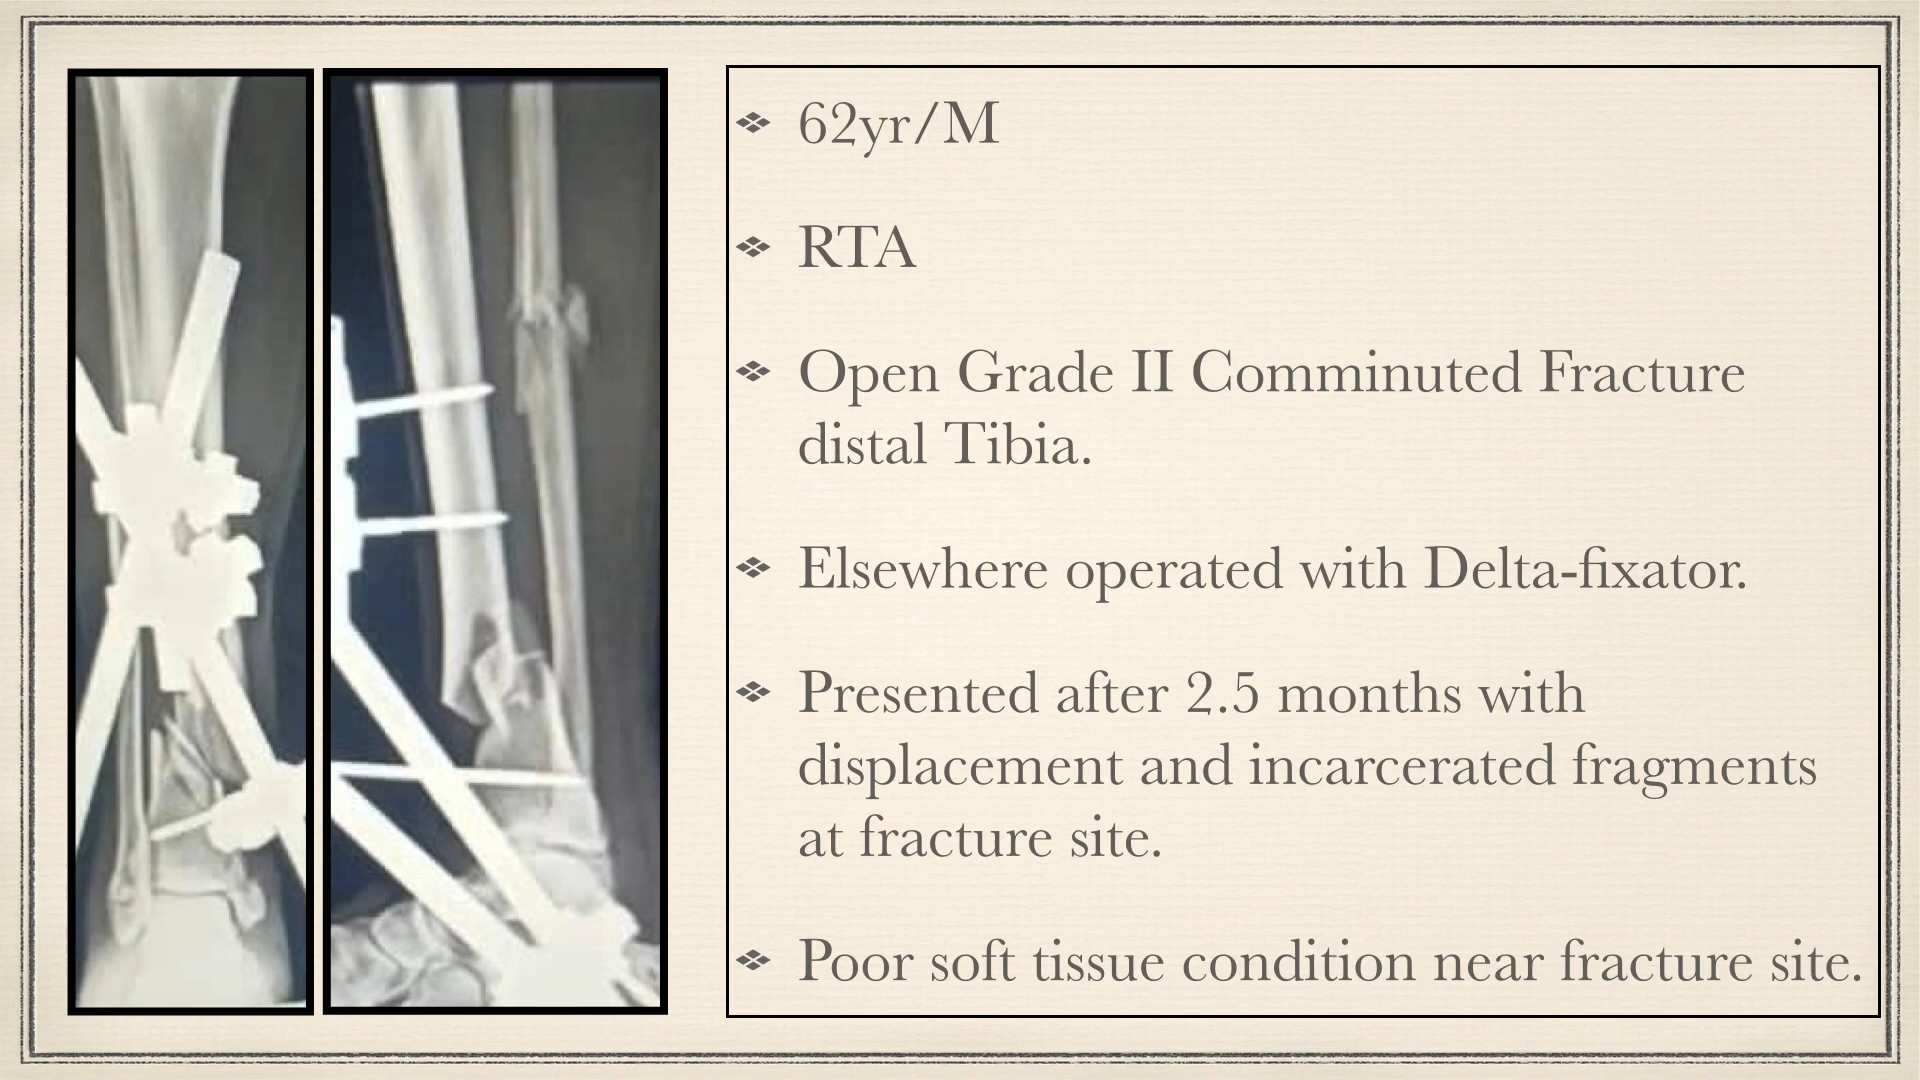 62yr/M
RTA
Open Grade II Comminuted Fracture
distal Tibia.
Elsewhere operated with Delta-fixator.
Presented after 2.5 months with
displacement and incarcerated fragments
at fracture site.
Poor soft tissue condition near fracture site.